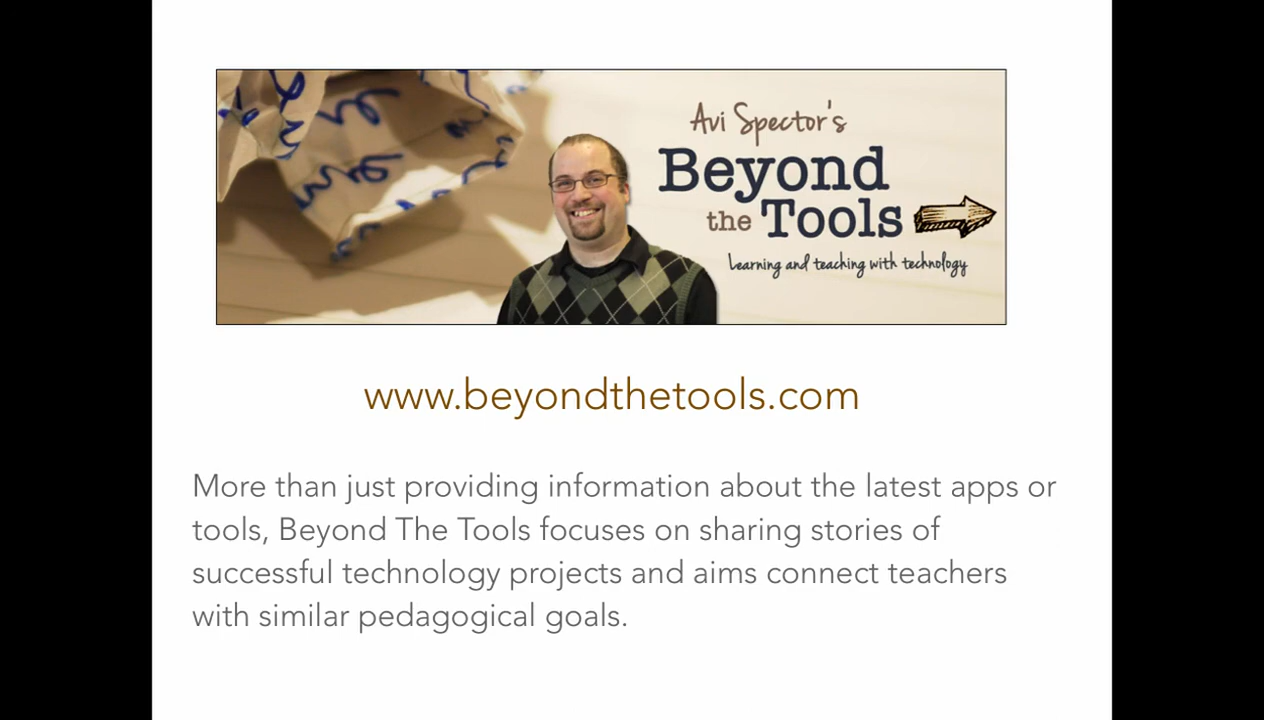 Avi Spector's
Beyond
the Tools
Learning and teaching with technology
www.beyondthetools.com
More than just providing information about the latest apps or
tools, Beyond The Tools focuses on sharing stories of
successful technology projects and aims connect teachers
with similar pedagogical goals.